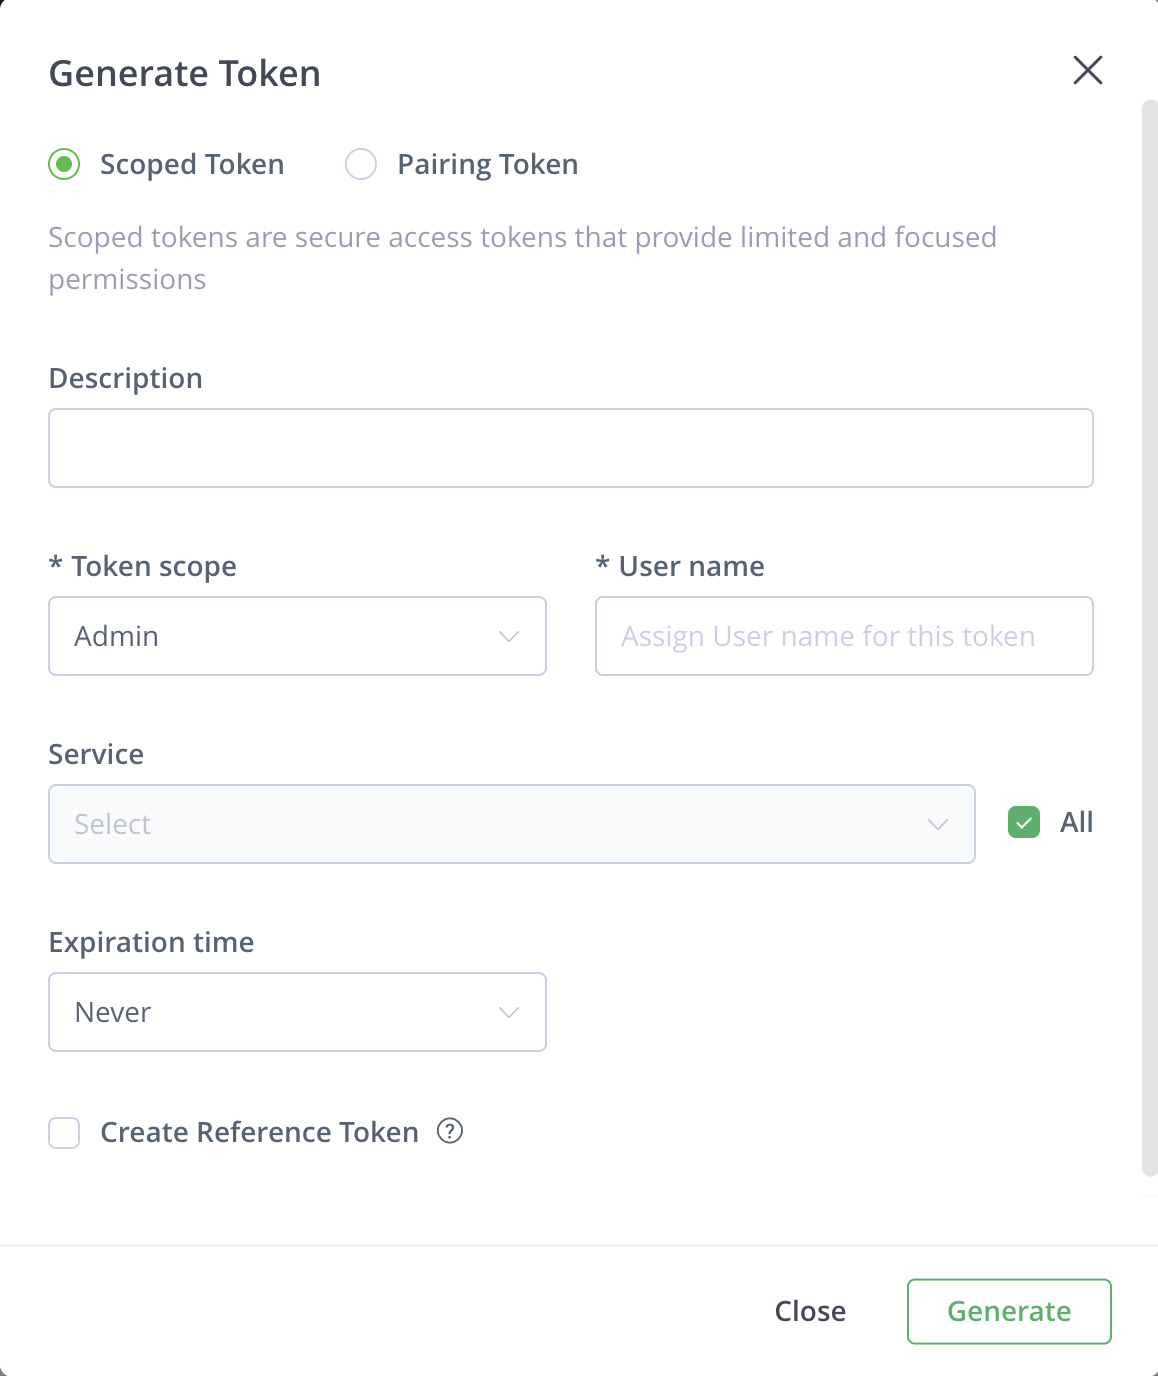 Generate Token
Scoped Token
Pairing Token
Scoped tokens are secure access tokens that provide limited and focused
permissions
Description
* Token scope
* User name
Admin
Assign User name for this token
Service
Select
All
Expiration time
Never
Create Reference Token ?
Close
Generate